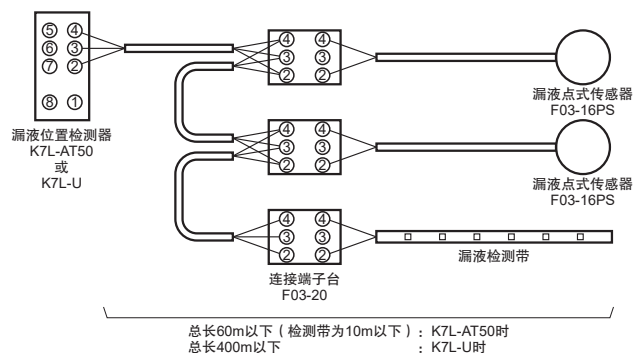 ⑤ ④
⑥ ③
⑦ ②
⑧ ①
漏液位置检测器
K7L-AT50
或
K7L-U
④ ④
③ ③
② ②
漏液点式传感器
F03-16PS
④ ④
③ ③
② ②
漏液点式传感器
F03-16PS
④ ④
③ ③
② ②
连接端子台
F03-20
漏液检测带
总长60m以下（检测带为10m以下）：K7L-AT50时
总长400m以下：K7L-U时